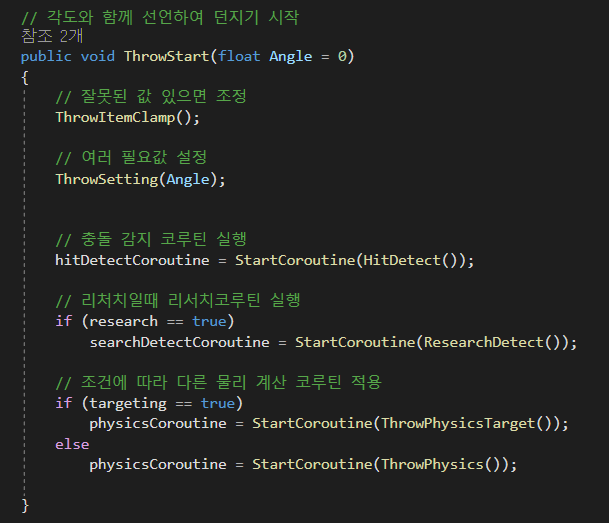 // 각도와 함께 선언하여 던지기 시작
참조 2개
public void ThrowStart(float Angle = 0)
{
// 잘못된 값 있으면 조정
ThrowItemClamp();
// 여러 필요값 설정
ThrowSetting(Angle);
// 충돌 감지 코루틴 실행
hitDetectCoroutine = StartCoroutine(HitDetect());
// 리처치일때 리서치코루틴 실행
if (research == true)
searchDetectCoroutine = StartCoroutine(ResearchDetect());
// 조건에 따라 다른 물리 계산 코루틴 적용
if (targeting == true)
physicsCoroutine = StartCoroutine(ThrowPhysicsTarget());
else
physicsCoroutine = StartCoroutine(ThrowPhysics());
}